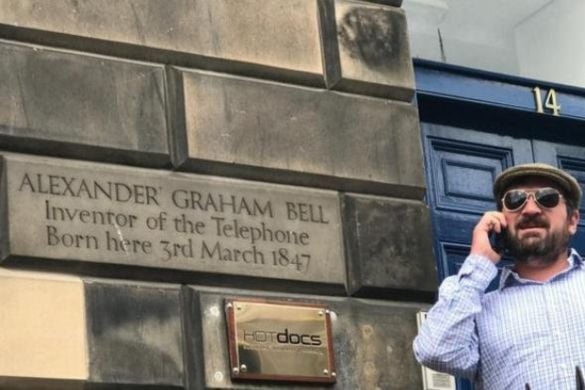 14
ALEXANDER GRAHAM BELL
Inventor of the Telephone
Born here 3rd March 1847
HOTDOCS